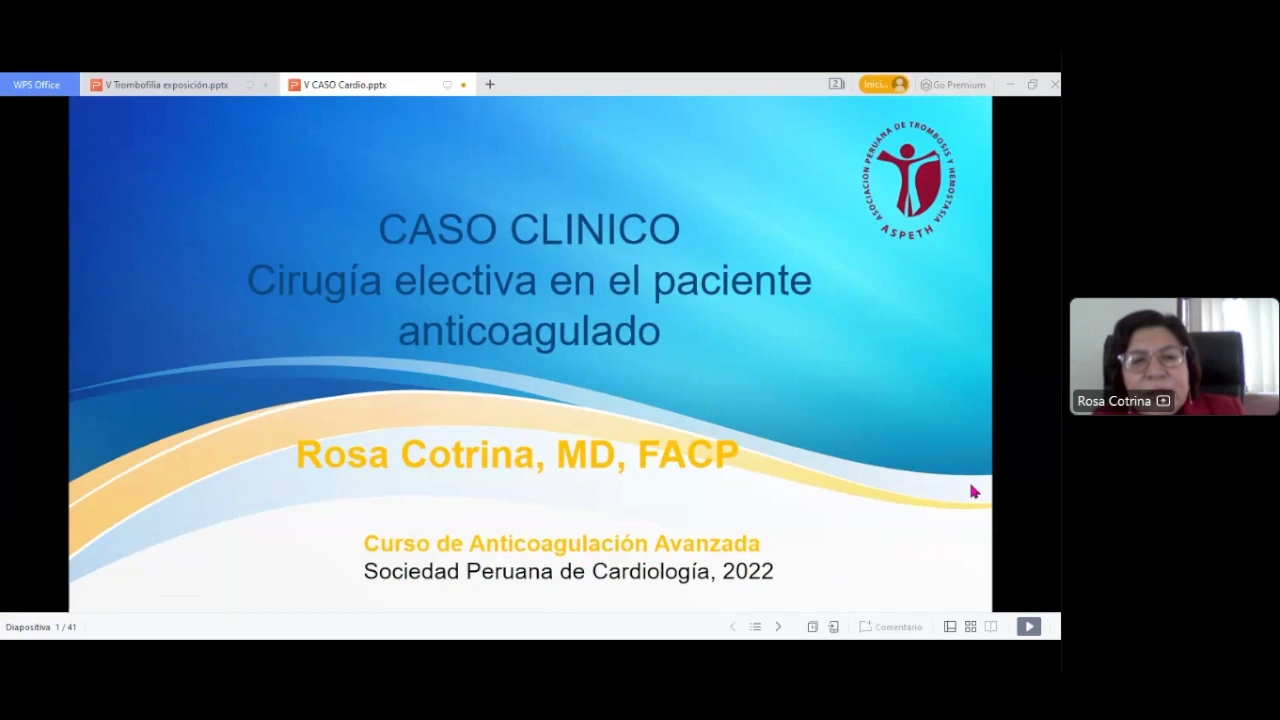 WPS Office
V Trombofilia exposición.pptx
V CASO Cardio.pptx
2
Inici...
Go Premium
ASOCIACION PERUANA DE TROMBOSIS Y HEMOSTASIA
ASPETH
CASO CLINICO
Cirugía electiva en el paciente
anticoagulado
Rosa Cotrina, MD, FACP
Curso de Anticoagulación Avanzada
Sociedad Peruana de Cardiología, 2022
Rosa Cotrina
Diapositiva 1 / 41
Comentario